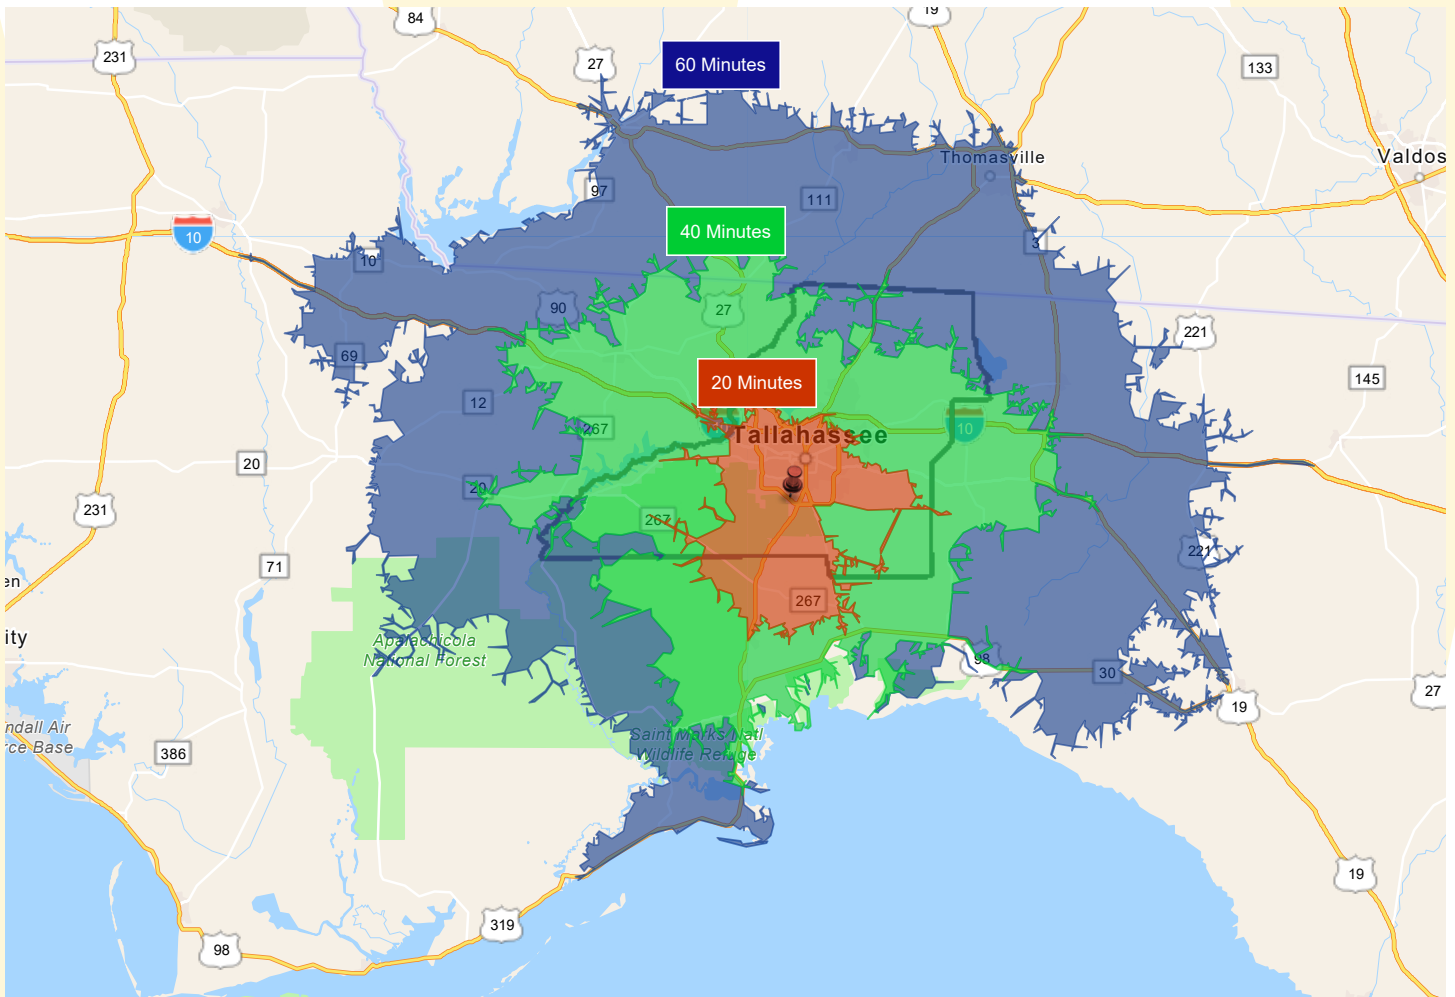 84
19
231
27
60 Minutes
133
Thomasville
Valdos
97
111
10
40 Minutes
3
10
90
27
221
69
145
20 Minutes
12
267
10
Tallahassee
20
20
231
267
221
71
en
267
ity
Apalachicola
National Forest
98
30
27
19
ndall Air
rce Base
386
Saint Marks Natl
Wildlife Refuge
19
319
98